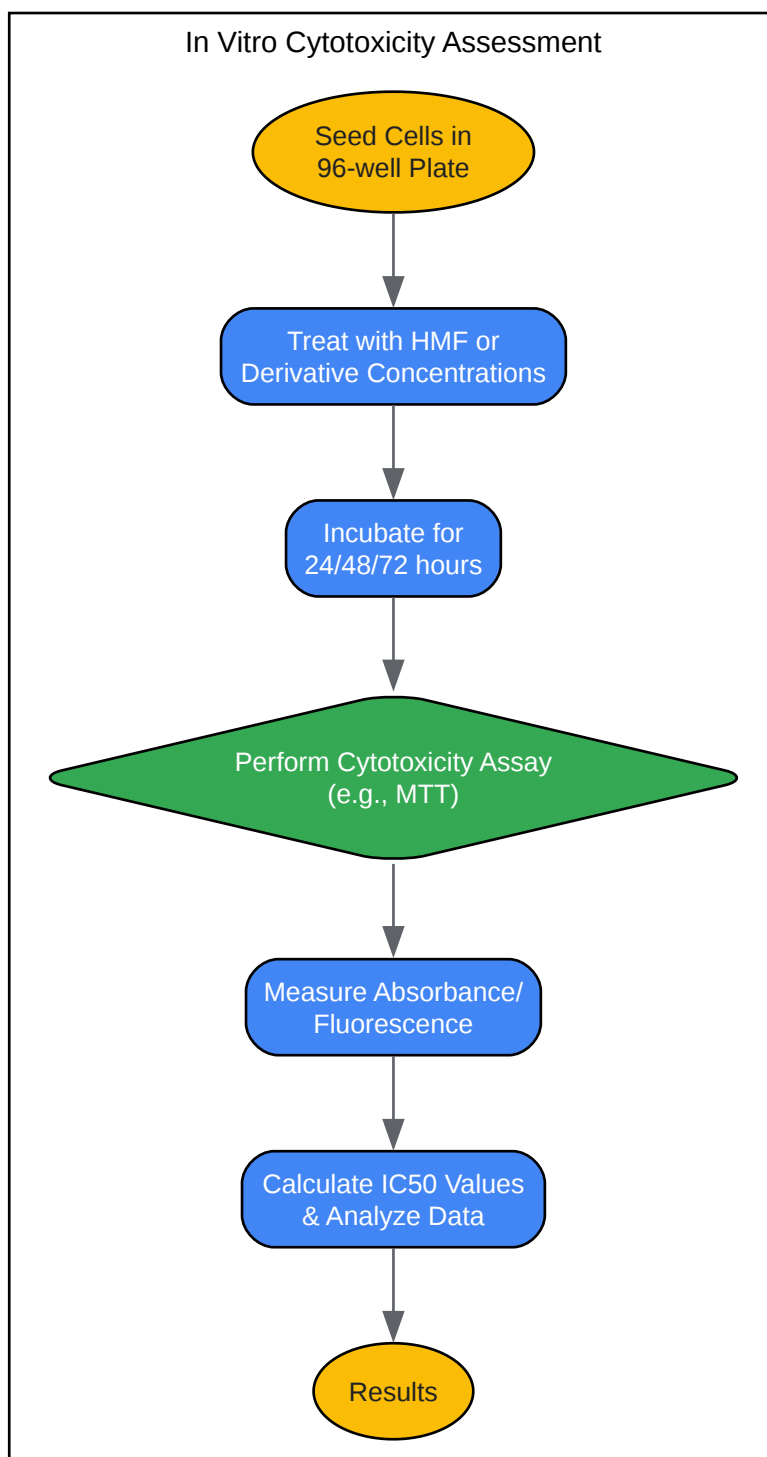 In Vitro Cytotoxicity Assessment
Seed Cells in
96-well Plate
Treat with HMF or
Derivative Concentrations
Incubate for
24/48/72 hours
Perform Cytotoxicity Assay
(e.g., MTT)
Measure Absorbance/
Fluorescence
Calculate IC50 Values
& Analyze Data
Results